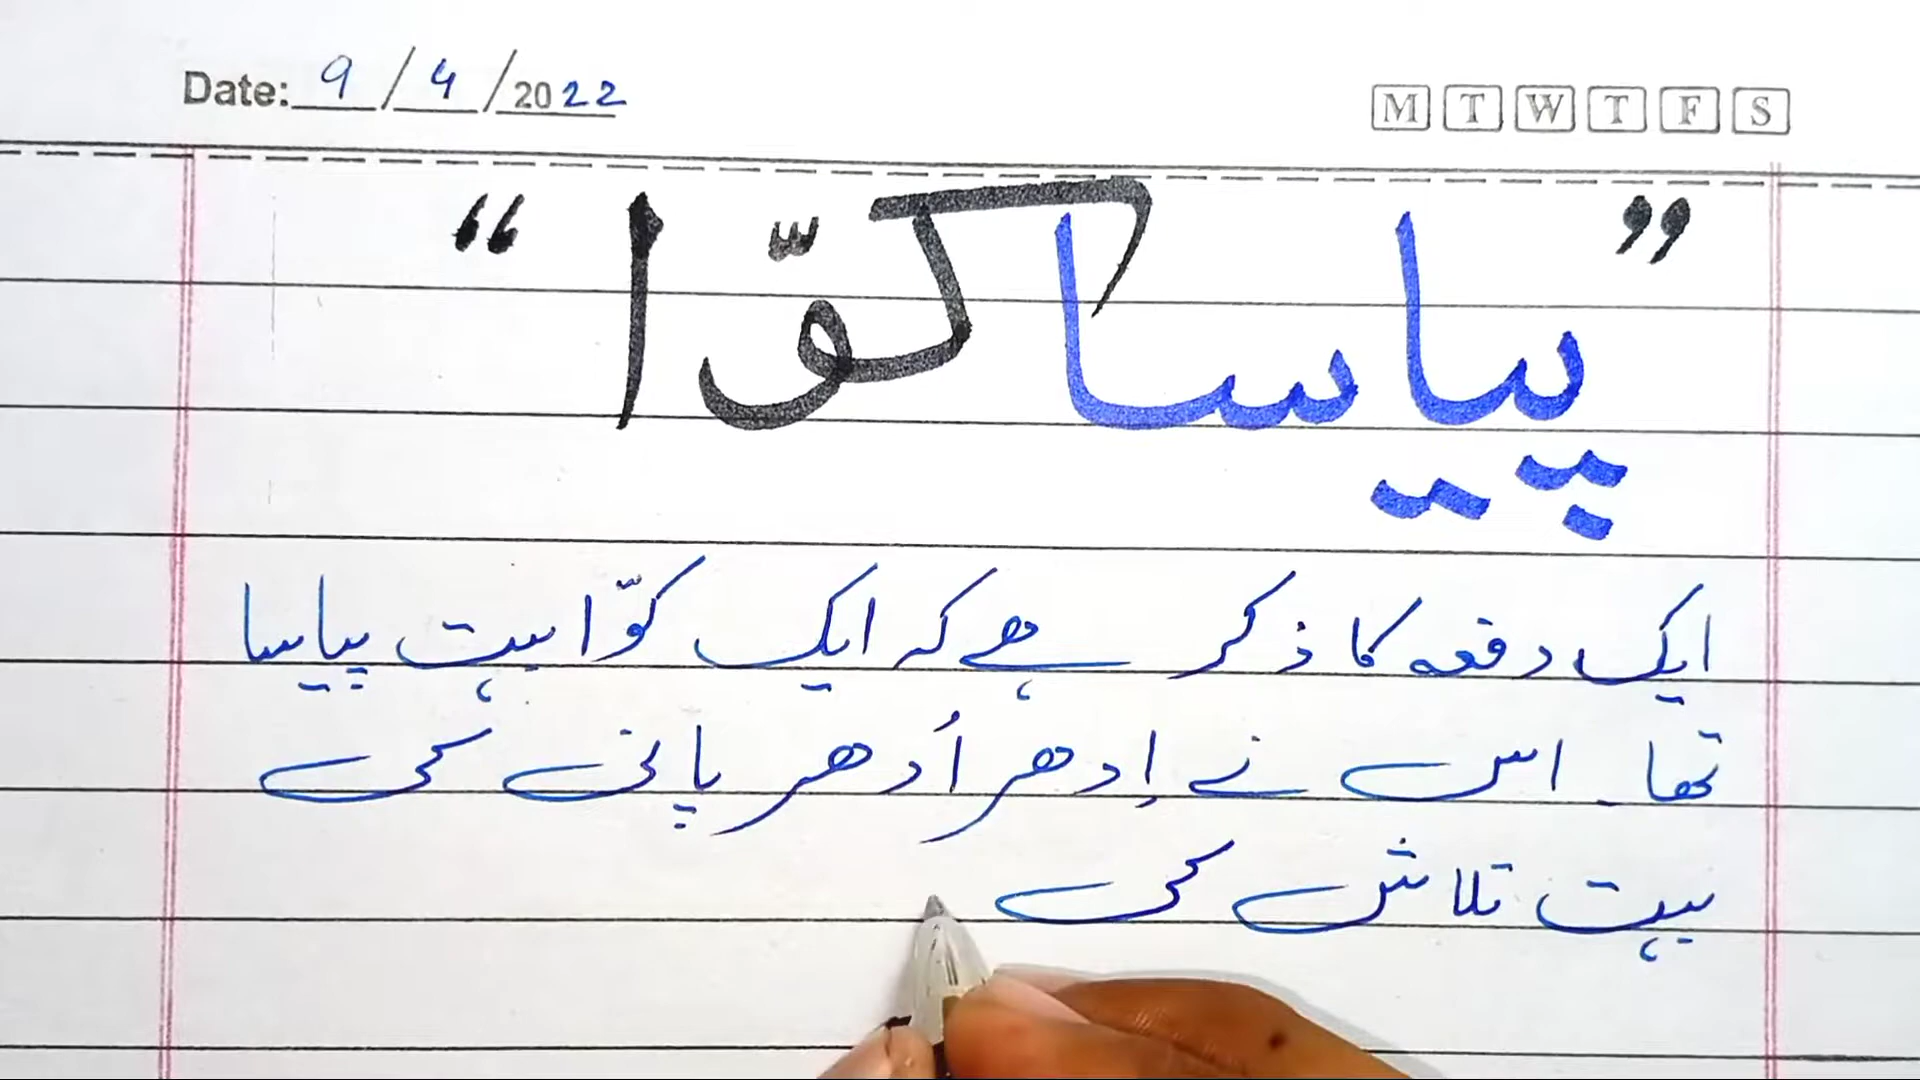 Date: 9/4/2022 M T W T F S
”پیاسا کوّا“
ایک دفعہ کا ذکر ہے کہ ایک کوّا بہت پیاسا
تھا۔ اس نے اِدھر اُدھر پانی کی
بہت تلاش کی